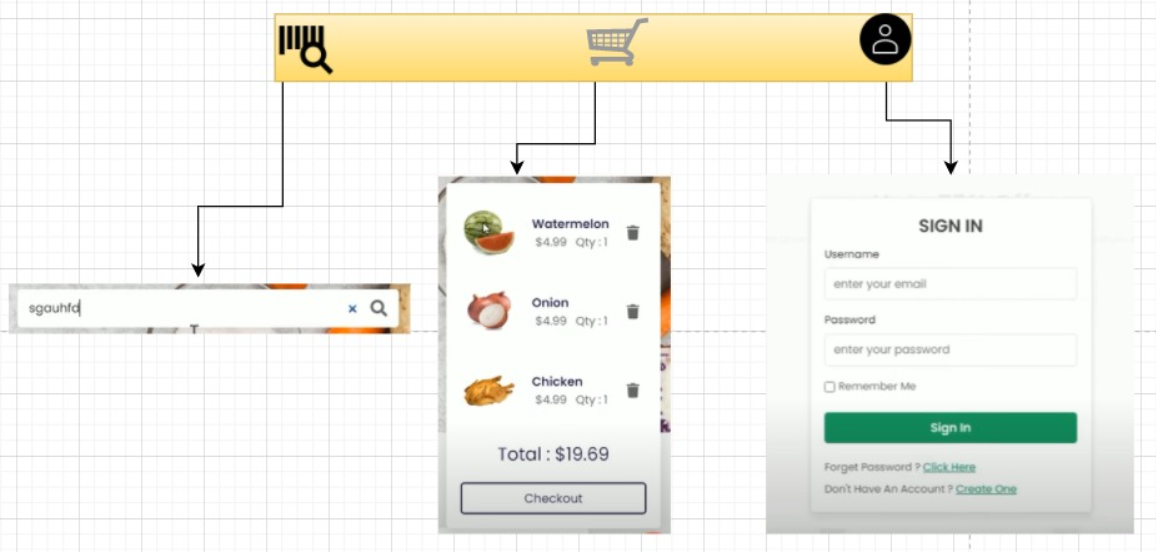 sgauhfd
Watermelon
$4.99 Qty : 1
Onion
$4.99 Qty : 1
Chicken
$4.99 Qty : 1
Total : $19.69
Checkout
SIGN IN
Username
enter your email
Password
enter your password
Remember Me
Sign In
Forget Password ? Click Here
Don't Have An Account ? Create One